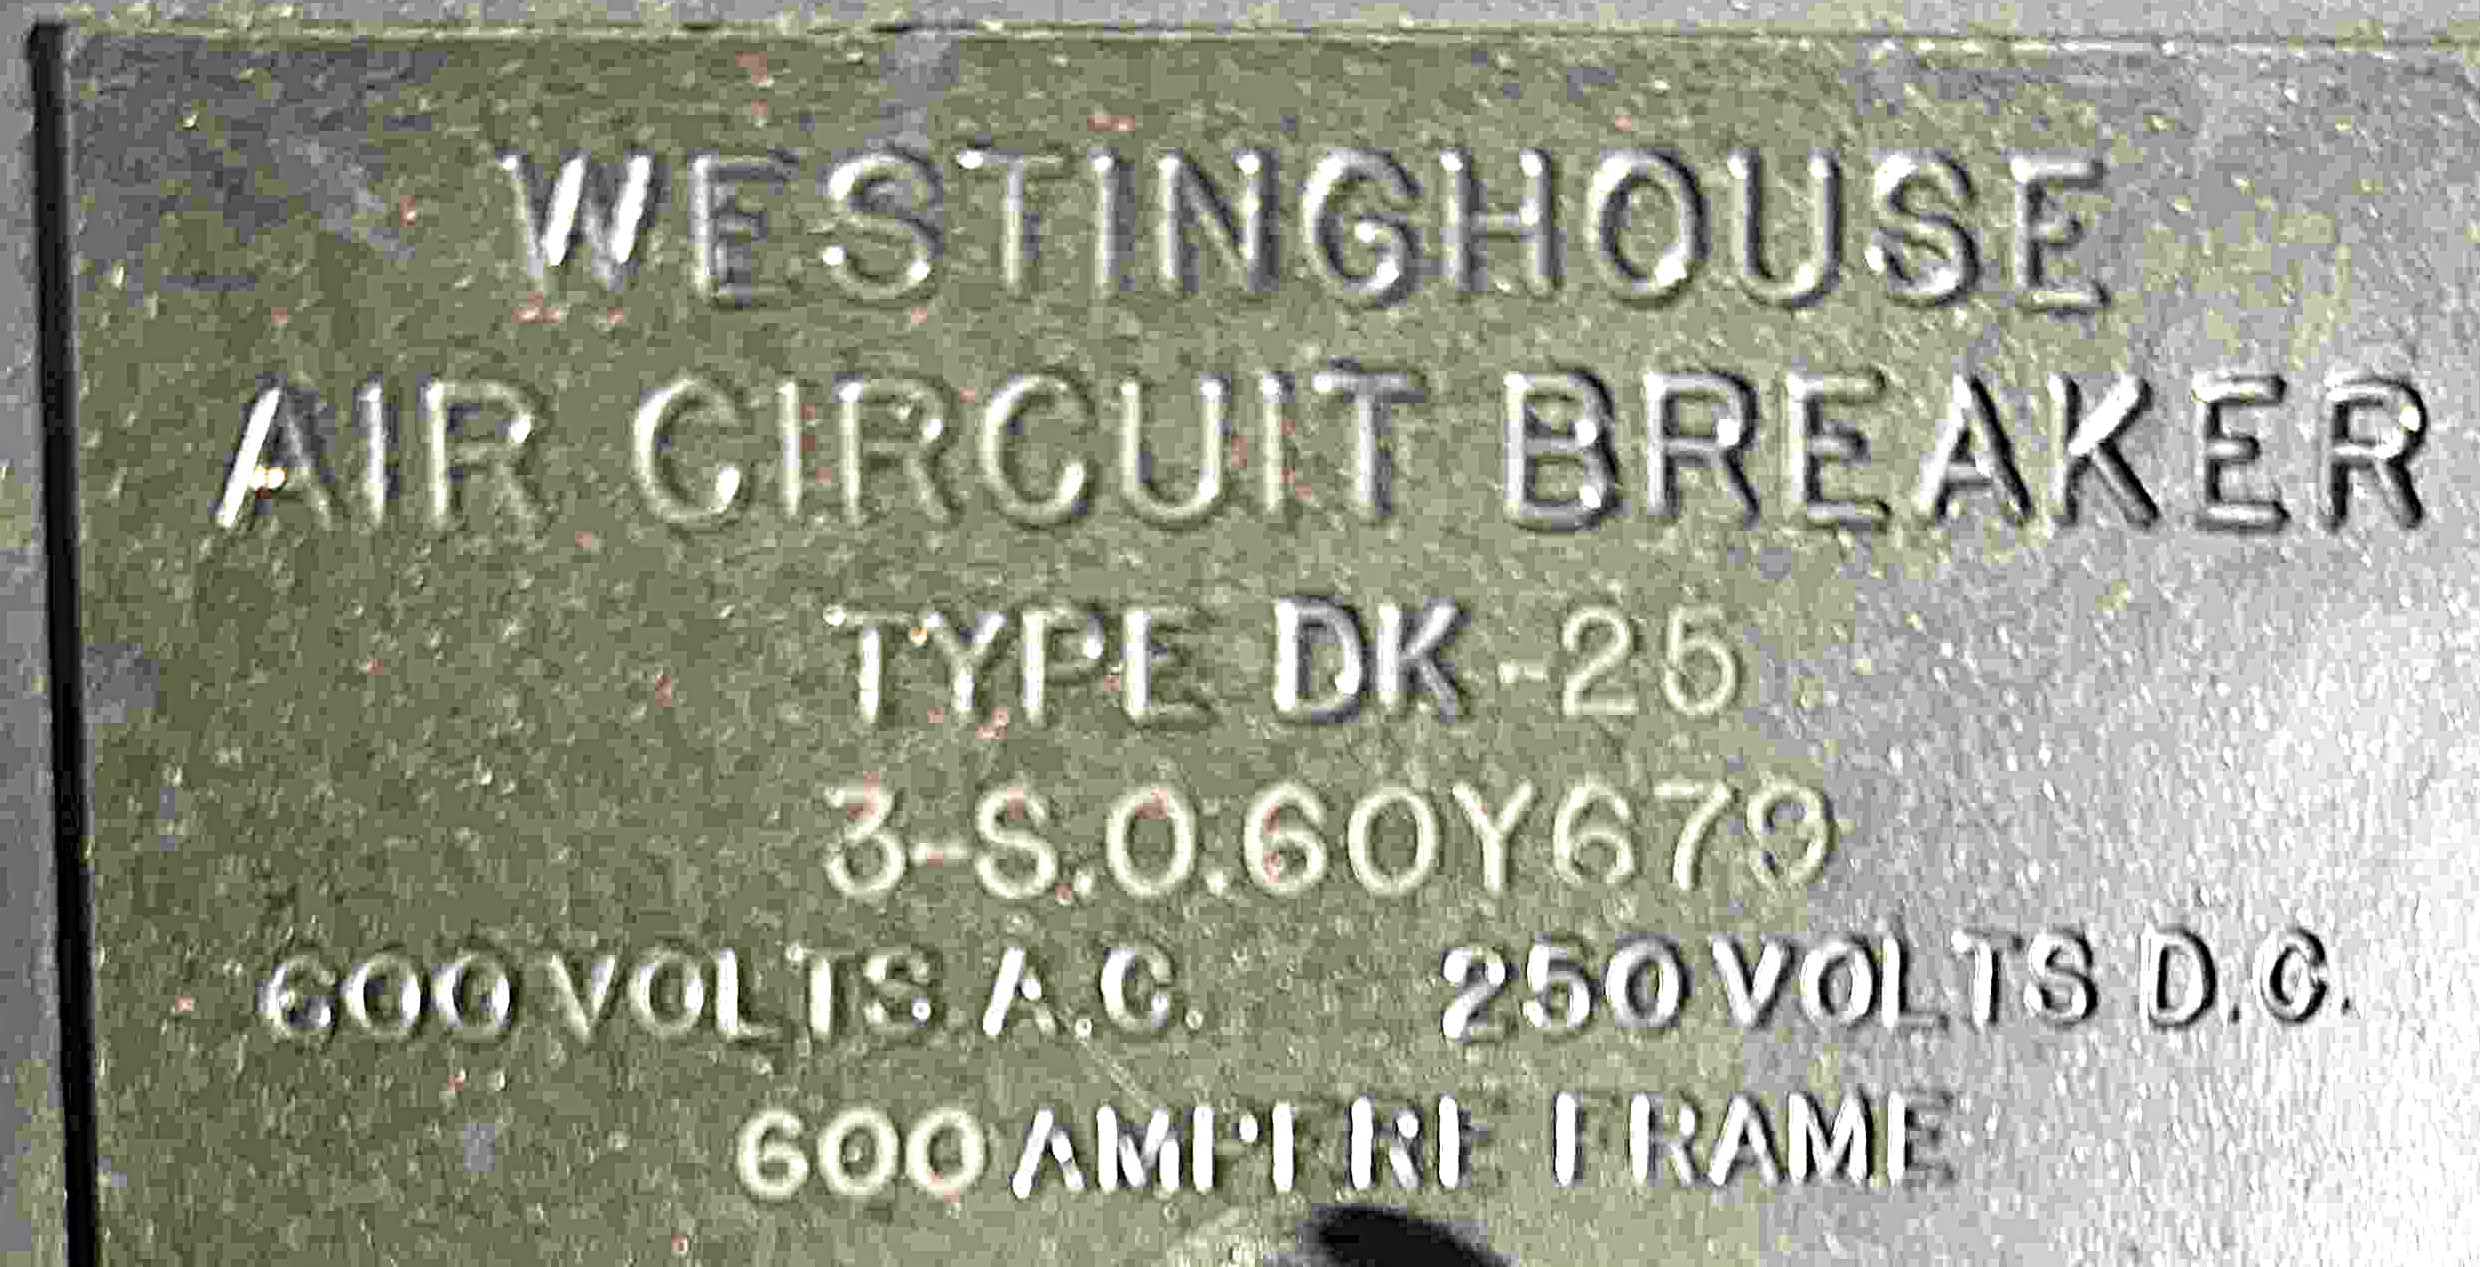 WESTINGHOUSE
AIR CIRCUIT BREAKER
TYPE DK-25
3-S.O.60Y679
600 VOLTS A.C. 250 VOLTS D.C.
600 AMPERE FRAME